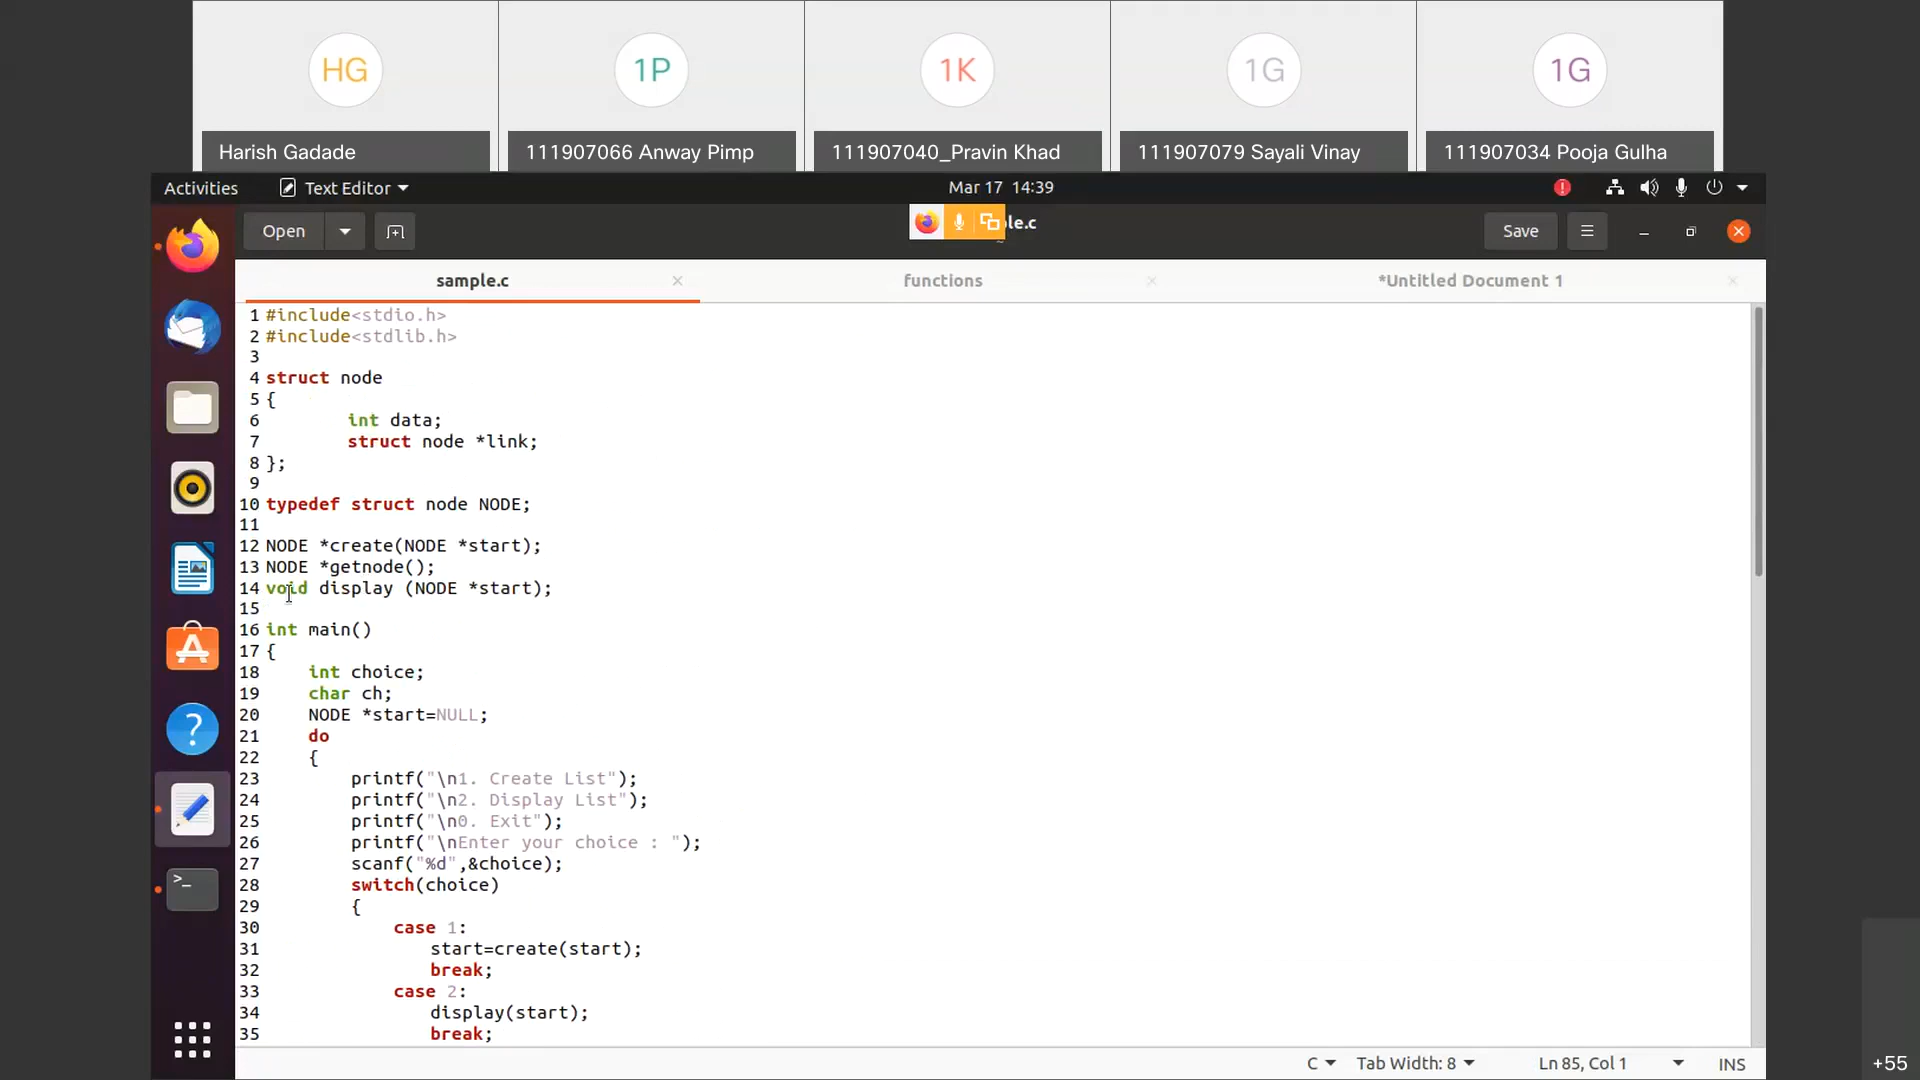 HG
1P
1K
1G
1G
Harish Gadade
111907066 Anway Pimp
111907040_Pravin Khad
111907079 Sayali Vinay
111907034 Pooja Gulha
Activities
Text Editor
Mar 17 14:39
Open
le.c
Save
sample.c
functions
*Untitled Document 1
1 #include<stdio.h>
2 #include<stdlib.h>
3
4 struct node
5 {
6 int data;
7 struct node *link;
8 };
9
10 typedef struct node NODE;
11
12 NODE *create(NODE *start);
13 NODE *getnode();
14 void display (NODE *start);
15
16 int main()
17 {
18 int choice;
19 char ch;
20 NODE *start=NULL;
21 do
22 {
23 printf("\n1. Create List");
24 printf("\n2. Display List");
25 printf("\n0. Exit");
26 printf("\nEnter your choice : ");
27 scanf("%d",&choice);
28 switch(choice)
29 {
30 case 1:
31 start=create(start);
32 break;
33 case 2:
34 display(start);
35 break;
C
Tab Width: 8
Ln 85, Col 1
INS
+55